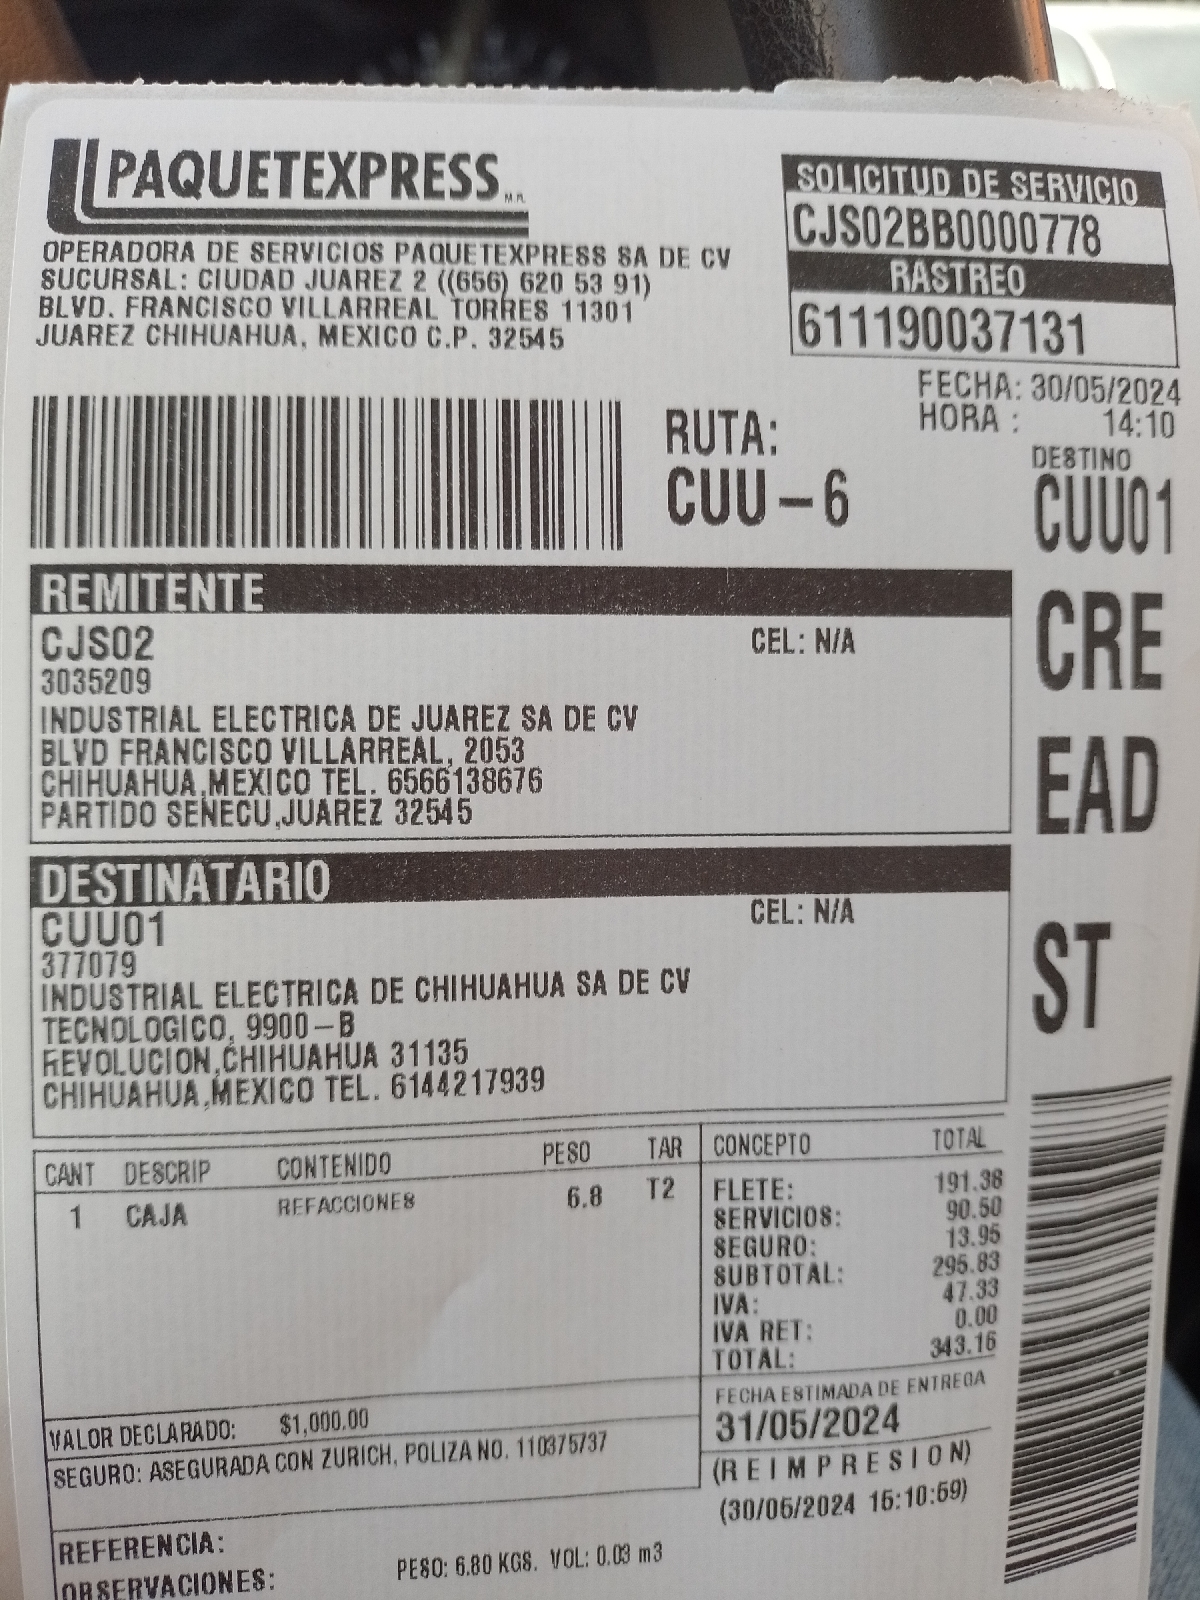 PAQUETEXPRESS M.R.
OPERADORA DE SERVICIOS PAQUETEXPRESS SA DE CV
SUCURSAL: CIUDAD JUAREZ 2 ((656) 620 53 91)
BLVD. FRANCISCO VILLARREAL TORRES 11301
JUAREZ CHIHUAHUA, MEXICO C.P. 32545
SOLICITUD DE SERVICIO
CJS02BB0000778
RASTREO
611190037131
FECHA: 30/05/2024
HORA : 14:10
RUTA:
CUU-6
DESTINO
CUU01
CRE
EAD
ST
REMITENTE
CJS02 CEL: N/A
3035209
INDUSTRIAL ELECTRICA DE JUAREZ SA DE CV
BLVD FRANCISCO VILLARREAL, 2053
CHIHUAHUA,MEXICO TEL. 6566138676
PARTIDO SENECU,JUAREZ 32545
DESTINATARIO
CUU01 CEL: N/A
377079
INDUSTRIAL ELECTRICA DE CHIHUAHUA SA DE CV
TECNOLOGICO, 9900-B
REVOLUCION,CHIHUAHUA 31135
CHIHUAHUA,MEXICO TEL. 6144217939
CANT DESCRIP CONTENIDO PESO TAR
1 CAJA REFACCIONES 6.8 T2
CONCEPTO TOTAL
FLETE: 191.38
SERVICIOS: 90.50
SEGURO: 13.95
SUBTOTAL: 295.83
IVA: 47.33
IVA RET: 0.00
TOTAL: 343.16
VALOR DECLARADO: $1,000.00
SEGURO: ASEGURADA CON ZURICH, POLIZA NO. 110375737
FECHA ESTIMADA DE ENTREGA
31/05/2024
(REIMPRESION)
(30/05/2024 15:10:59)
REFERENCIA:
OBSERVACIONES: PESO: 6.80 KGS. VOL: 0.03 m3